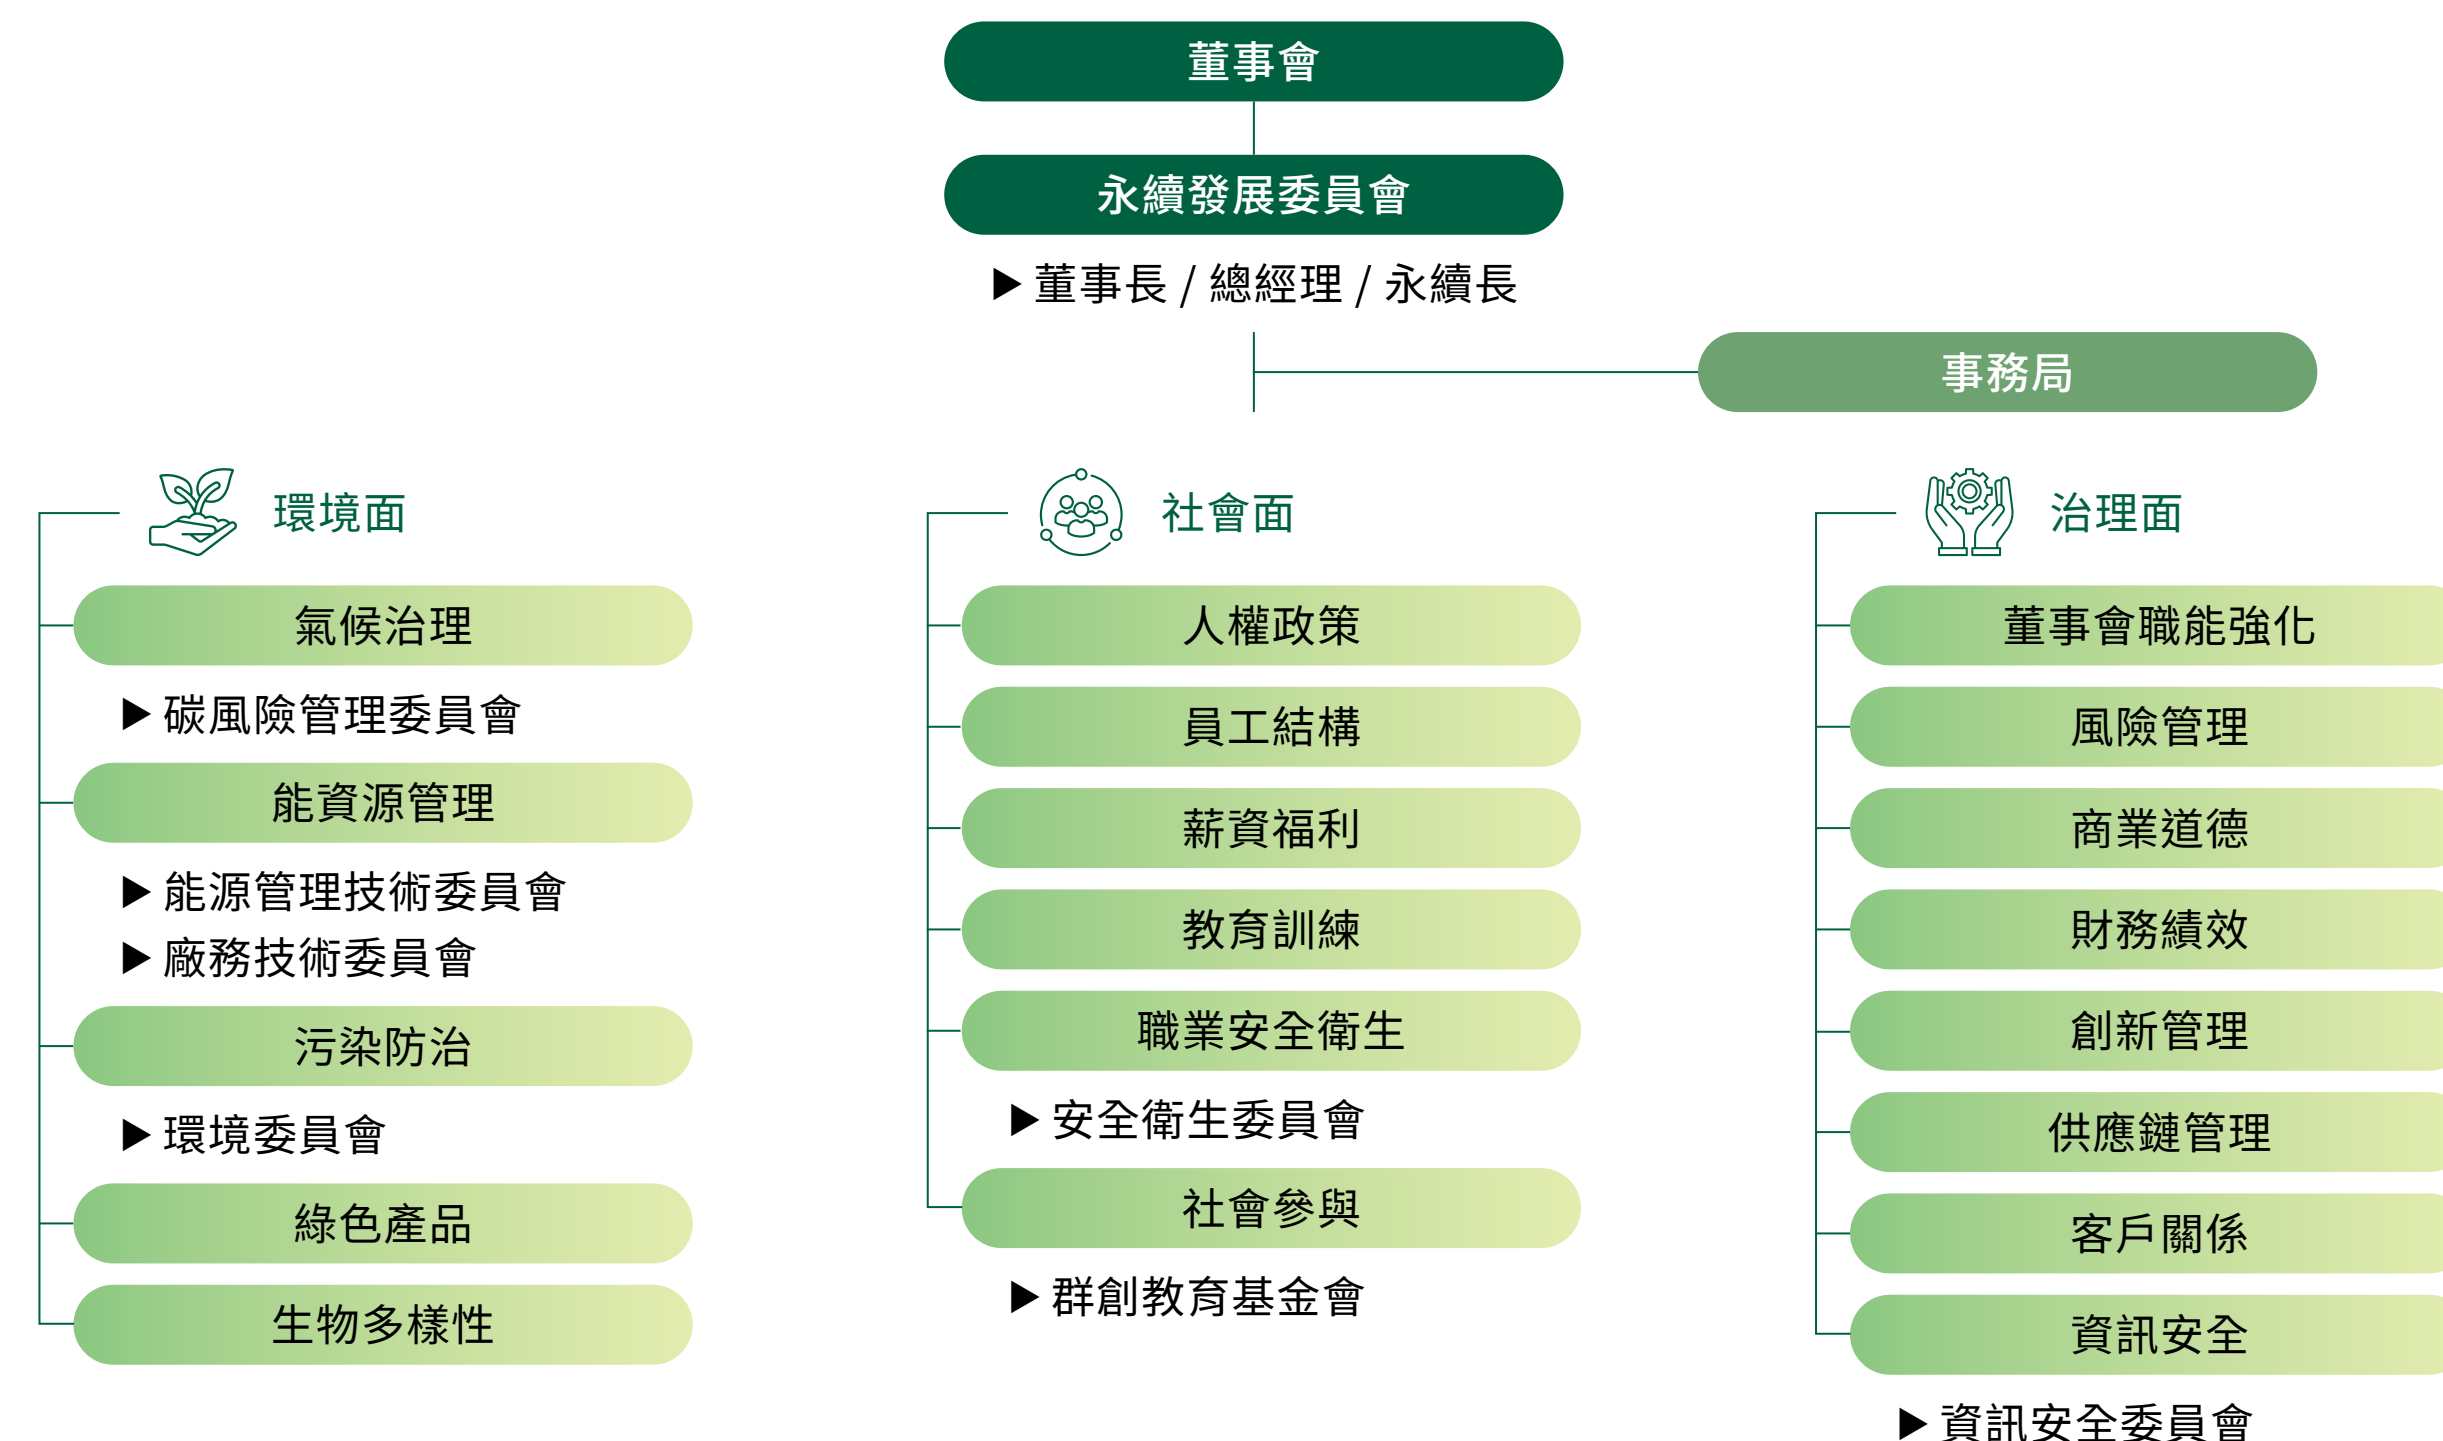 董事會
永續發展委員會
▶ 董事長 / 總經理 / 永續長
事務局
環境面
氣候治理
▶ 碳風險管理委員會
能資源管理
▶ 能源管理技術委員會
▶ 廠務技術委員會
污染防治
▶ 環境委員會
綠色產品
生物多樣性
社會面
人權政策
員工結構
薪資福利
教育訓練
職業安全衛生
▶ 安全衛生委員會
社會參與
▶ 群創教育基金會
治理面
董事會職能強化
風險管理
商業道德
財務績效
創新管理
供應鏈管理
客戶關係
資訊安全
▶ 資訊安全委員會